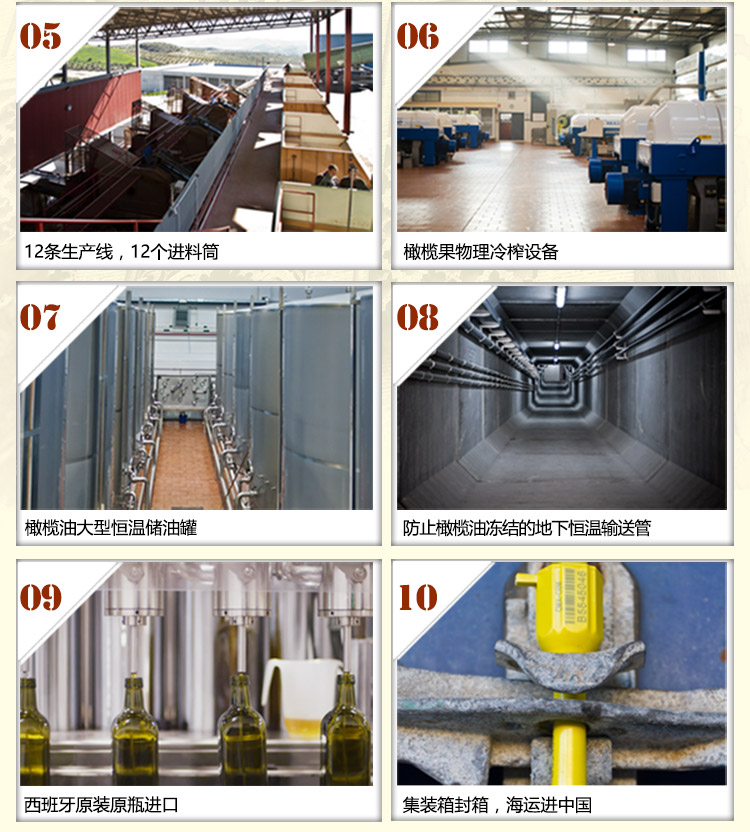 05
12条生产线，12个进料筒
06
橄榄果物理冷榨设备
07
橄榄油大型恒温储油罐
08
防止橄榄油冻结的地下恒温输送管
09
西班牙原装原瓶进口
10
B5545046
集装箱封箱，海运进中国